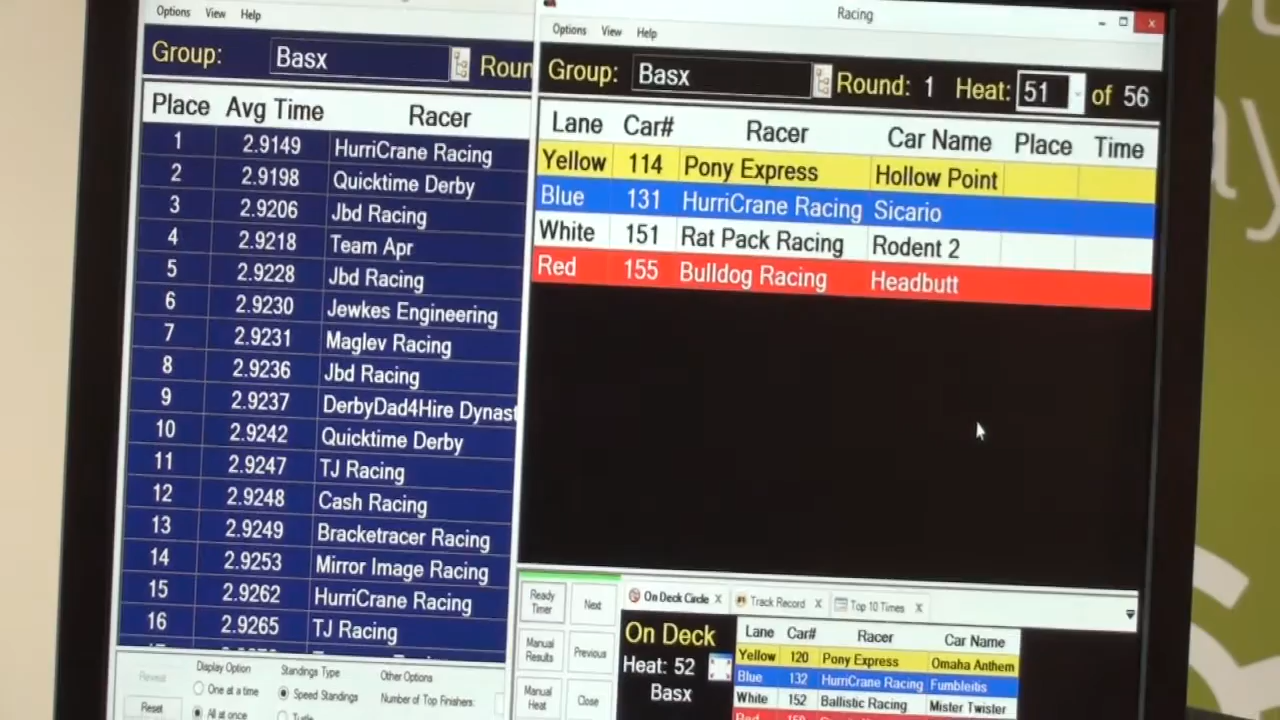 Options View Help
Group: Basx Roun
Place Avg Time Racer
1 2.9149 HurriCrane Racing
2 2.9198 Quicktime Derby
3 2.9206 Jbd Racing
4 2.9218 Team Apr
5 2.9228 Jbd Racing
6 2.9230 Jewkes Engineering
7 2.9231 Maglev Racing
8 2.9236 Jbd Racing
9 2.9237 DerbyDad4Hire Dynast
10 2.9242 Quicktime Derby
11 2.9247 TJ Racing
12 2.9248 Cash Racing
13 2.9249 Bracketracer Racing
14 2.9253 Mirror Image Racing
15 2.9262 HurriCrane Racing
16 2.9265 TJ Racing
Reveal
Reset
Display Option
One at a time
All at once
Standings Type
Speed Standings
Other Options
Number of Top Finishers:
Racing
Options View Help
Group: Basx Round: 1 Heat: 51 of 56
Lane Car# Racer Car Name Place Time
Yellow 114 Pony Express Hollow Point
Blue 131 HurriCrane Racing Sicario
White 151 Rat Pack Racing Rodent 2
Red 155 Bulldog Racing Headbutt
Ready Timer
Next
Manual Results
Previous
Manual Heat
Close
On Deck Circle X Track Record X Top 10 Times X
On Deck
Heat: 52
Basx
Lane Car# Racer Car Name
Yellow 120 Pony Express Omaha Anthem
Blue 132 HurriCrane Racing Fumbleitis
White 152 Ballistic Racing Mister Twister
Red